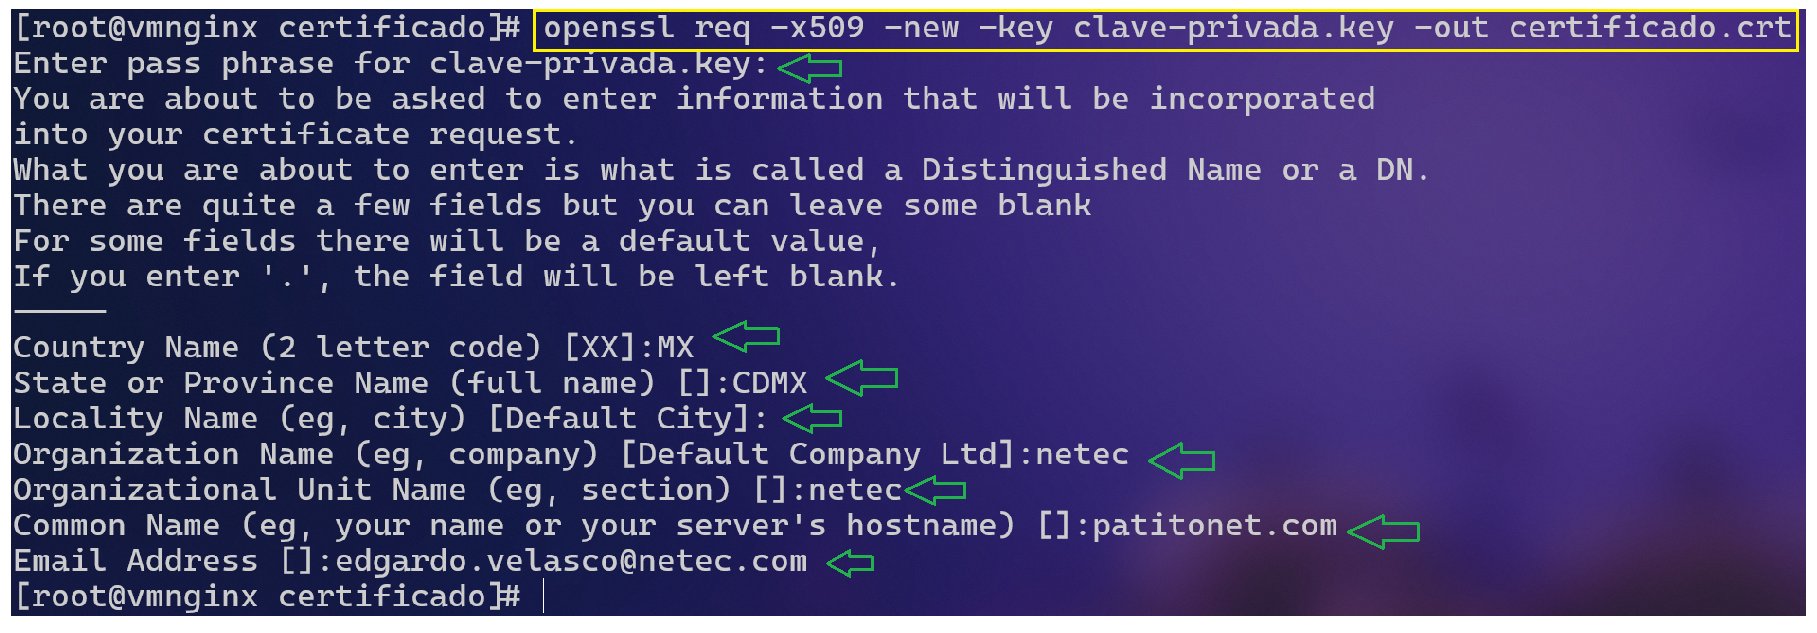 [root@vmnginx certificado]# openssl req -x509 -new -key clave-privada.key -out certificado.crt
Enter pass phrase for clave-privada.key:
You are about to be asked to enter information that will be incorporated
into your certificate request.
What you are about to enter is what is called a Distinguished Name or a DN.
There are quite a few fields but you can leave some blank
For some fields there will be a default value,
If you enter '.', the field will be left blank.
-----
Country Name (2 letter code) [XX]:MX
State or Province Name (full name) []:CDMX
Locality Name (eg, city) [Default City]:
Organization Name (eg, company) [Default Company Ltd]:netec
Organizational Unit Name (eg, section) []:netec
Common Name (eg, your name or your server's hostname) []:patitonet.com
Email Address []:edgardo.velasco@netec.com
[root@vmnginx certificado]#